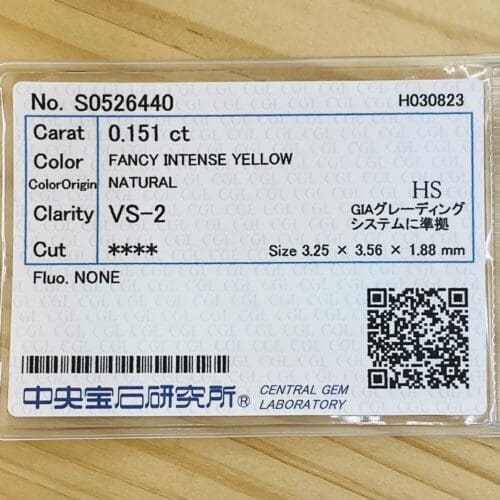 No. S0526440 H030823
Carat 0.151 ct
Color FANCY INTENSE YELLOW
ColorOrigin NATURAL
Clarity VS-2
HS
GIAグレーディング
システムに準拠
Cut **** Size 3.25 × 3.56 × 1.88 mm
Fluo. NONE
中央宝石研究所® CENTRAL GEM
LABORATORY